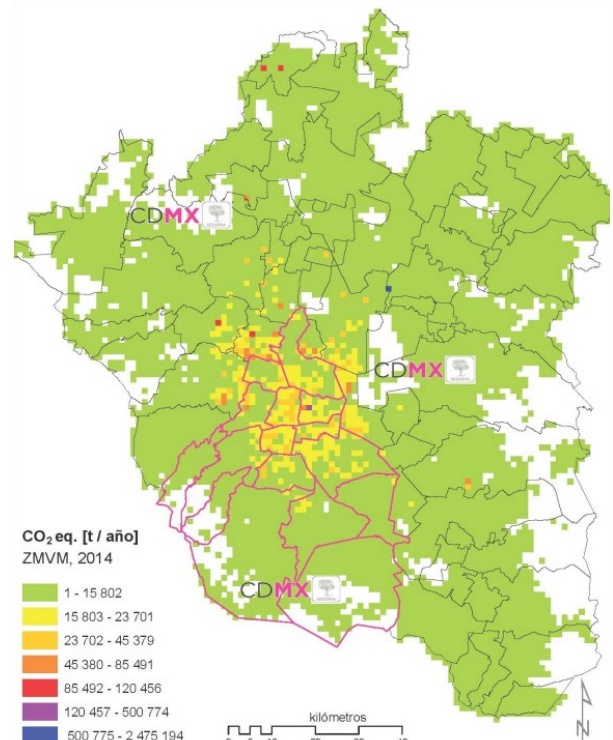 CDMX
CDMX
CO₂ eq. [t / año]
ZMVM, 2014
CDMX
1 - 15 802
15 803 - 23 701
23 702 - 45 379
45 380 - 85 491
85 492 - 120 456
120 457 - 500 774
500 775 - 2 475 194
kilómetros